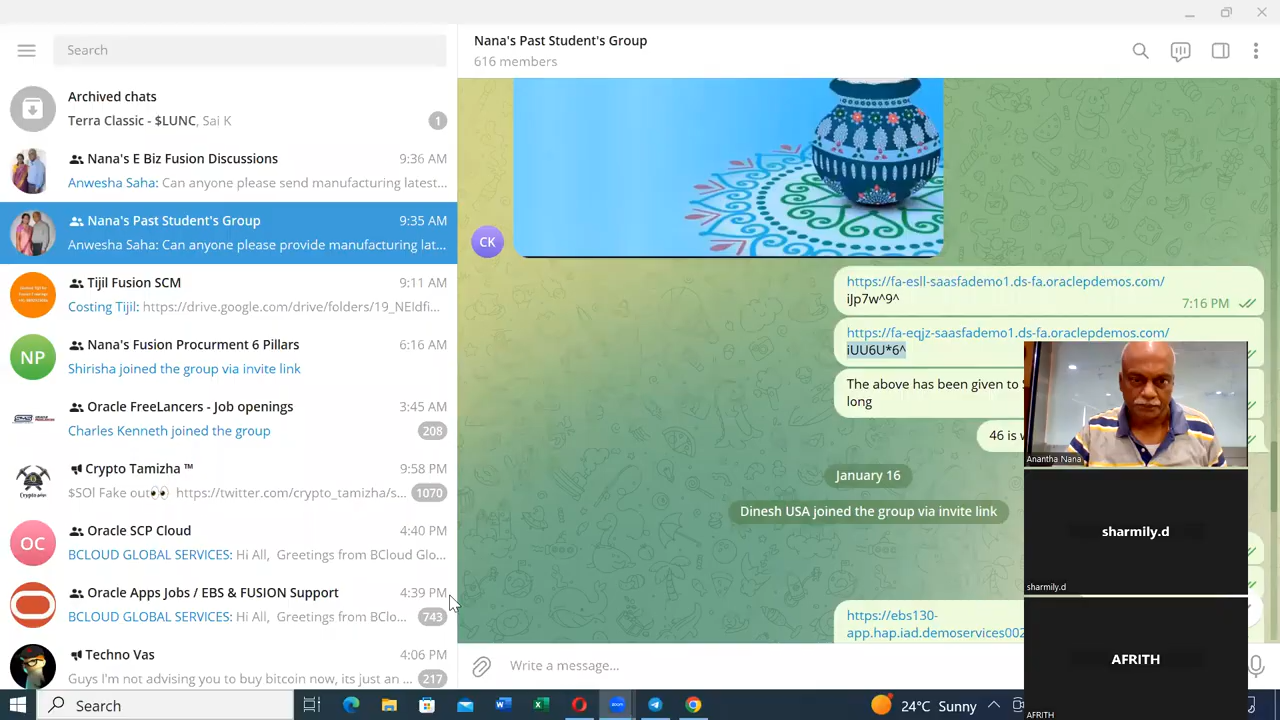 Search
Archived chats
Terra Classic - $LUNC, Sai K
1
Nana's E Biz Fusion Discussions
9:36 AM
Anwesha Saha: Can anyone please send manufacturing latest...
Nana's Past Student's Group
9:35 AM
Anwesha Saha: Can anyone please provide manufacturing lat...
Tijil Fusion SCM
9:11 AM
Costing Tijil: https://drive.google.com/drive/folders/19_NEIdfi...
NP
Nana's Fusion Procurment 6 Pillars
6:16 AM
Shirisha joined the group via invite link
Oracle FreeLancers - Job openings
3:45 AM
Charles Kenneth joined the group
208
Crypto Tamizha ™
9:58 PM
$SOl Fake out👀 https://twitter.com/crypto_tamizha/s...
1070
OC
Oracle SCP Cloud
4:40 PM
BCLOUD GLOBAL SERVICES: Hi All, Greetings from BCloud Glo...
Oracle Apps Jobs / EBS & FUSION Support
4:39 PM
BCLOUD GLOBAL SERVICES: Hi All, Greetings from BClo...
743
Techno Vas
4:06 PM
Guys I'm not advising you to buy bitcoin now, its just an ...
217
Nana's Past Student's Group
616 members
CK
https://fa-esll-saasfademo1.ds-fa.oraclepdemos.com/
iJp7w^9^
7:16 PM
https://fa-eqjz-saasfademo1.ds-fa.oraclepdemos.com/
iUU6U*6^
The above has been given to
long
46 is
January 16
Dinesh USA joined the group via invite link
https://ebs130-
app.hap.iad.demoservices002
Write a message...
Anantha Nana
sharmily.d
sharmily.d
AFRITH
AFRITH
Search
24°C Sunny